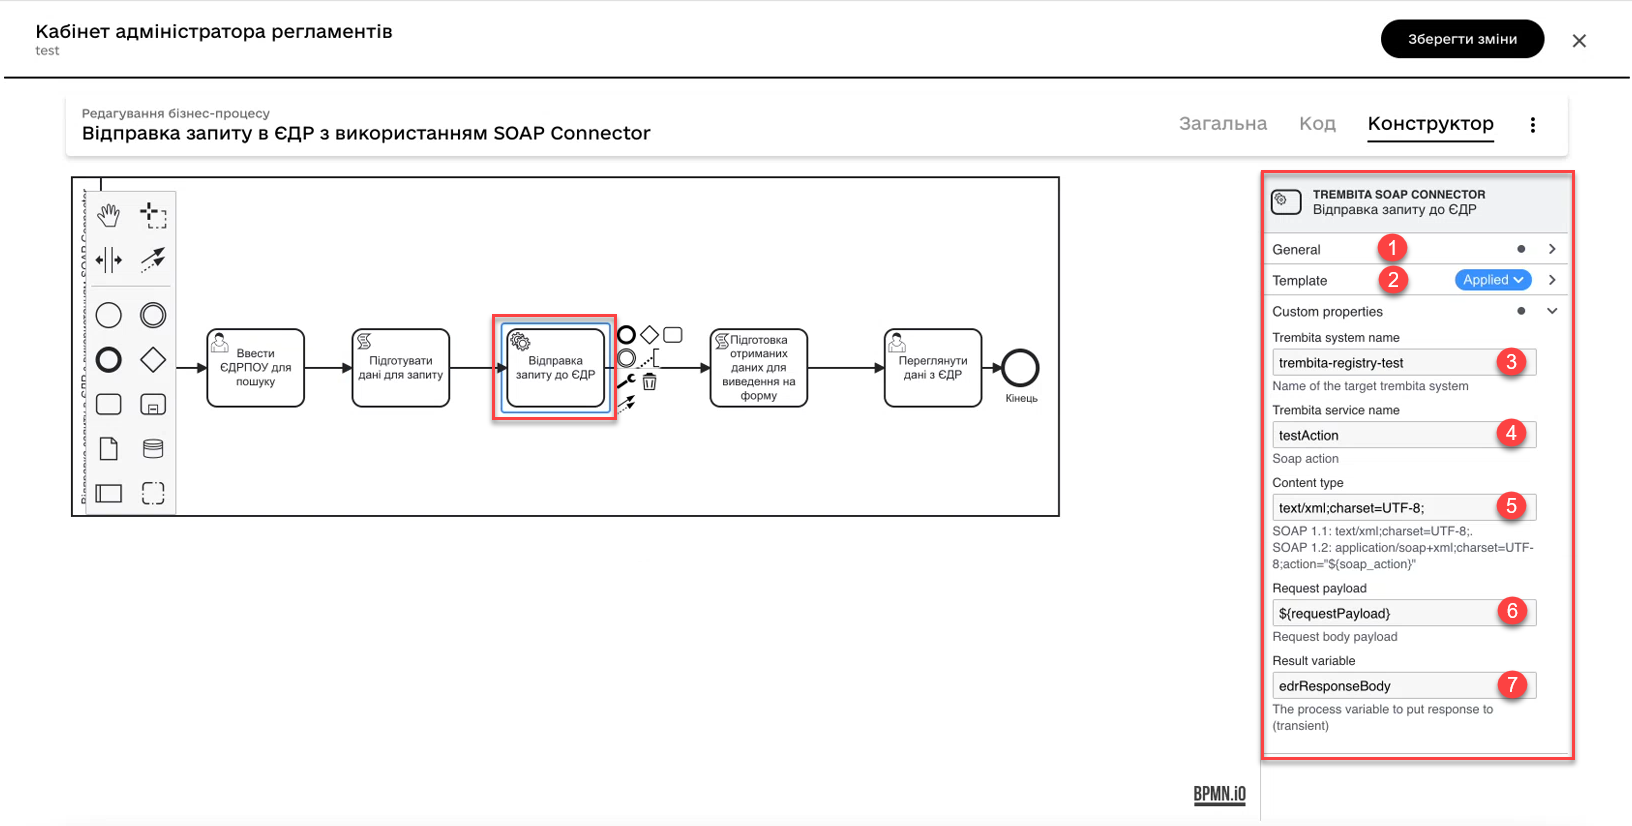 Кабінет адміністратора регламентів
test
Зберегти зміни
Редагування бізнес-процесу
Відправка запиту в ЄДР з використанням SOAP Connector
Загальна
Код
Конструктор
Ввести
ЄДРПОУ для
пошуку
Підготувати
дані для запиту
Відправка
запиту до ЄДР
Підготовка
отриманих
даних для
виведення на
форму
Переглянути
дані з ЄДР
Кінець
BPMN.iO
TREMBITA SOAP CONNECTOR
Відправка запиту до ЄДР
General 1
Template 2 Applied
Custom properties
Trembita system name
trembita-registry-test 3
Name of the target trembita system
Trembita service name
testAction 4
Soap action
Content type
text/xml;charset=UTF-8; 5
SOAP 1.1: text/xml;charset=UTF-8;.
SOAP 1.2: application/soap+xml;charset=UTF-
8;action="${soap_action}"
Request payload
${requestPayload} 6
Request body payload
Result variable
edrResponseBody 7
The process variable to put response to
(transient)